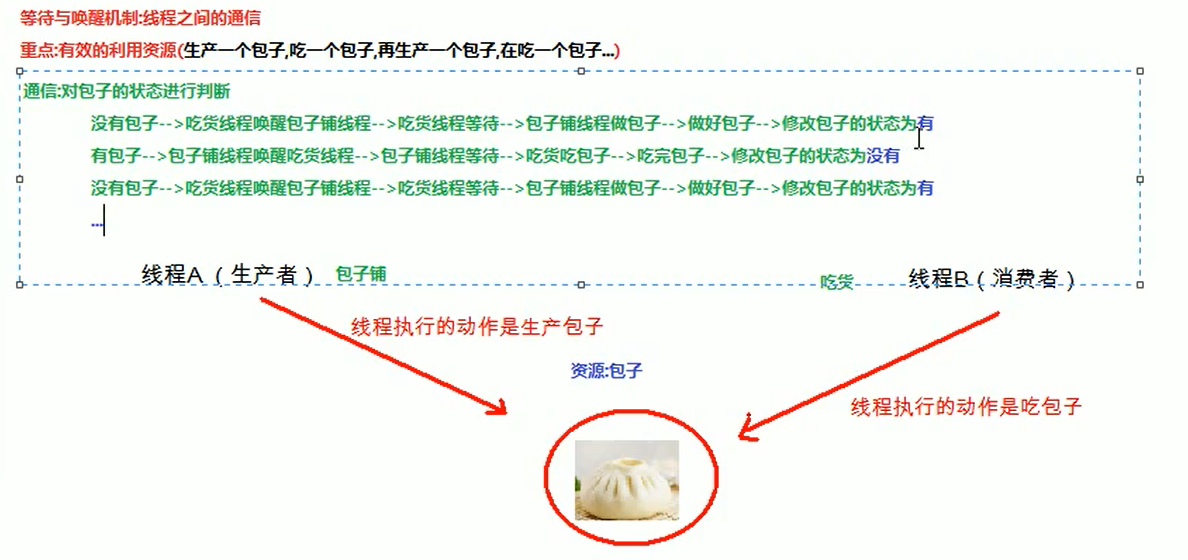 等待与唤醒机制:线程之间的通信
重点:有效的利用资源(生产一个包子,吃一个包子,再生产一个包子,在吃一个包子...)
通信:对包子的状态进行判断
没有包子-->吃货线程唤醒包子铺线程-->吃货线程等待-->包子铺线程做包子-->做好包子-->修改包子的状态为有
有包子-->包子铺线程唤醒吃货线程-->包子铺线程等待-->吃货吃包子-->吃完包子-->修改包子的状态为没有
没有包子-->吃货线程唤醒包子铺线程-->吃货线程等待-->包子铺线程做包子-->做好包子-->修改包子的状态为有
...
线程A（生产者） 包子铺
吃货 线程B（消费者）
线程执行的动作是生产包子
资源:包子
线程执行的动作是吃包子